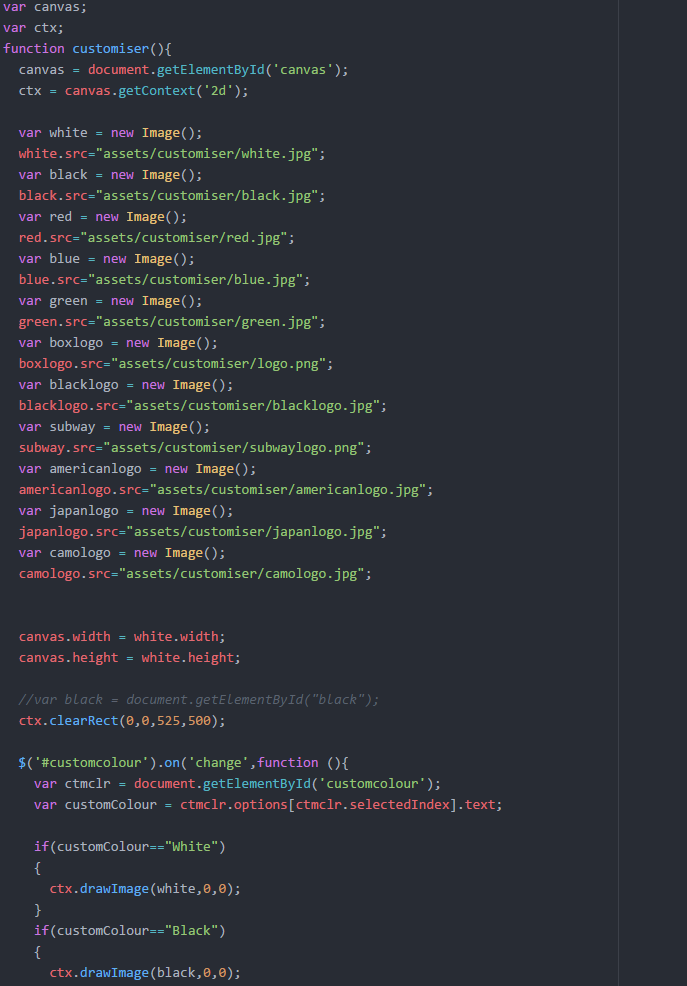 var canvas;
var ctx;
function customiser(){
  canvas = document.getElementById('canvas');
  ctx = canvas.getContext('2d');

  var white = new Image();
  white.src="assets/customiser/white.jpg";
  var black = new Image();
  black.src="assets/customiser/black.jpg";
  var red = new Image();
  red.src="assets/customiser/red.jpg";
  var blue = new Image();
  blue.src="assets/customiser/blue.jpg";
  var green = new Image();
  green.src="assets/customiser/green.jpg";
  var boxlogo = new Image();
  boxlogo.src="assets/customiser/logo.png";
  var blacklogo = new Image();
  blacklogo.src="assets/customiser/blacklogo.jpg";
  var subway = new Image();
  subway.src="assets/customiser/subwaylogo.png";
  var americanlogo = new Image();
  americanlogo.src="assets/customiser/americanlogo.jpg";
  var japanlogo = new Image();
  japanlogo.src="assets/customiser/japanlogo.jpg";
  var camologo = new Image();
  camologo.src="assets/customiser/camologo.jpg";


  canvas.width = white.width;
  canvas.height = white.height;

  //var black = document.getElementById("black");
  ctx.clearRect(0,0,525,500);

  $('#customcolour').on('change',function (){
    var ctmclr = document.getElementById('customcolour');
    var customColour = ctmclr.options[ctmclr.selectedIndex].text;

    if(customColour=="White")
    {
      ctx.drawImage(white,0,0);
    }
    if(customColour=="Black")
    {
      ctx.drawImage(black,0,0);